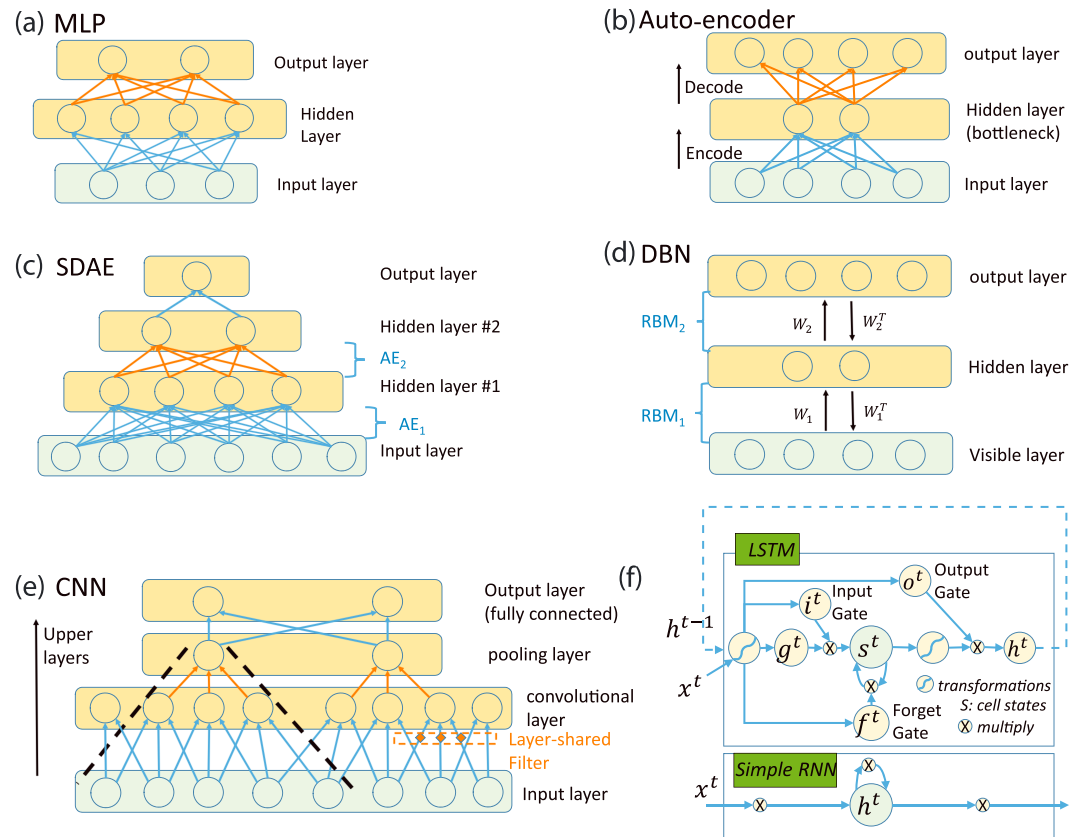 (a) MLP
Output layer
Hidden
Layer
Input layer
(b) Auto-encoder
output layer
Decode
Hidden layer
(bottleneck)
Encode
Input layer
(c) SDAE
Output layer
Hidden layer #2
AE₂
Hidden layer #1
AE₁
Input layer
(d) DBN
output layer
RBM₂
W₂
W₂ᵀ
Hidden layer
RBM₁
W₁
W₁ᵀ
Visible layer
(e) CNN
Output layer
(fully connected)
Upper
layers
pooling layer
convolutional
layer
Layer-shared
Filter
Input layer
(f)
LSTM
Output
Gate
oᵗ
Input
Gate
iᵗ
hᵗ⁻¹
gᵗ
X
sᵗ
X
hᵗ
xᵗ
X
transformations
S: cell states
X multiply
fᵗ
Forget
Gate
Simple RNN
xᵗ
X
X
hᵗ
X